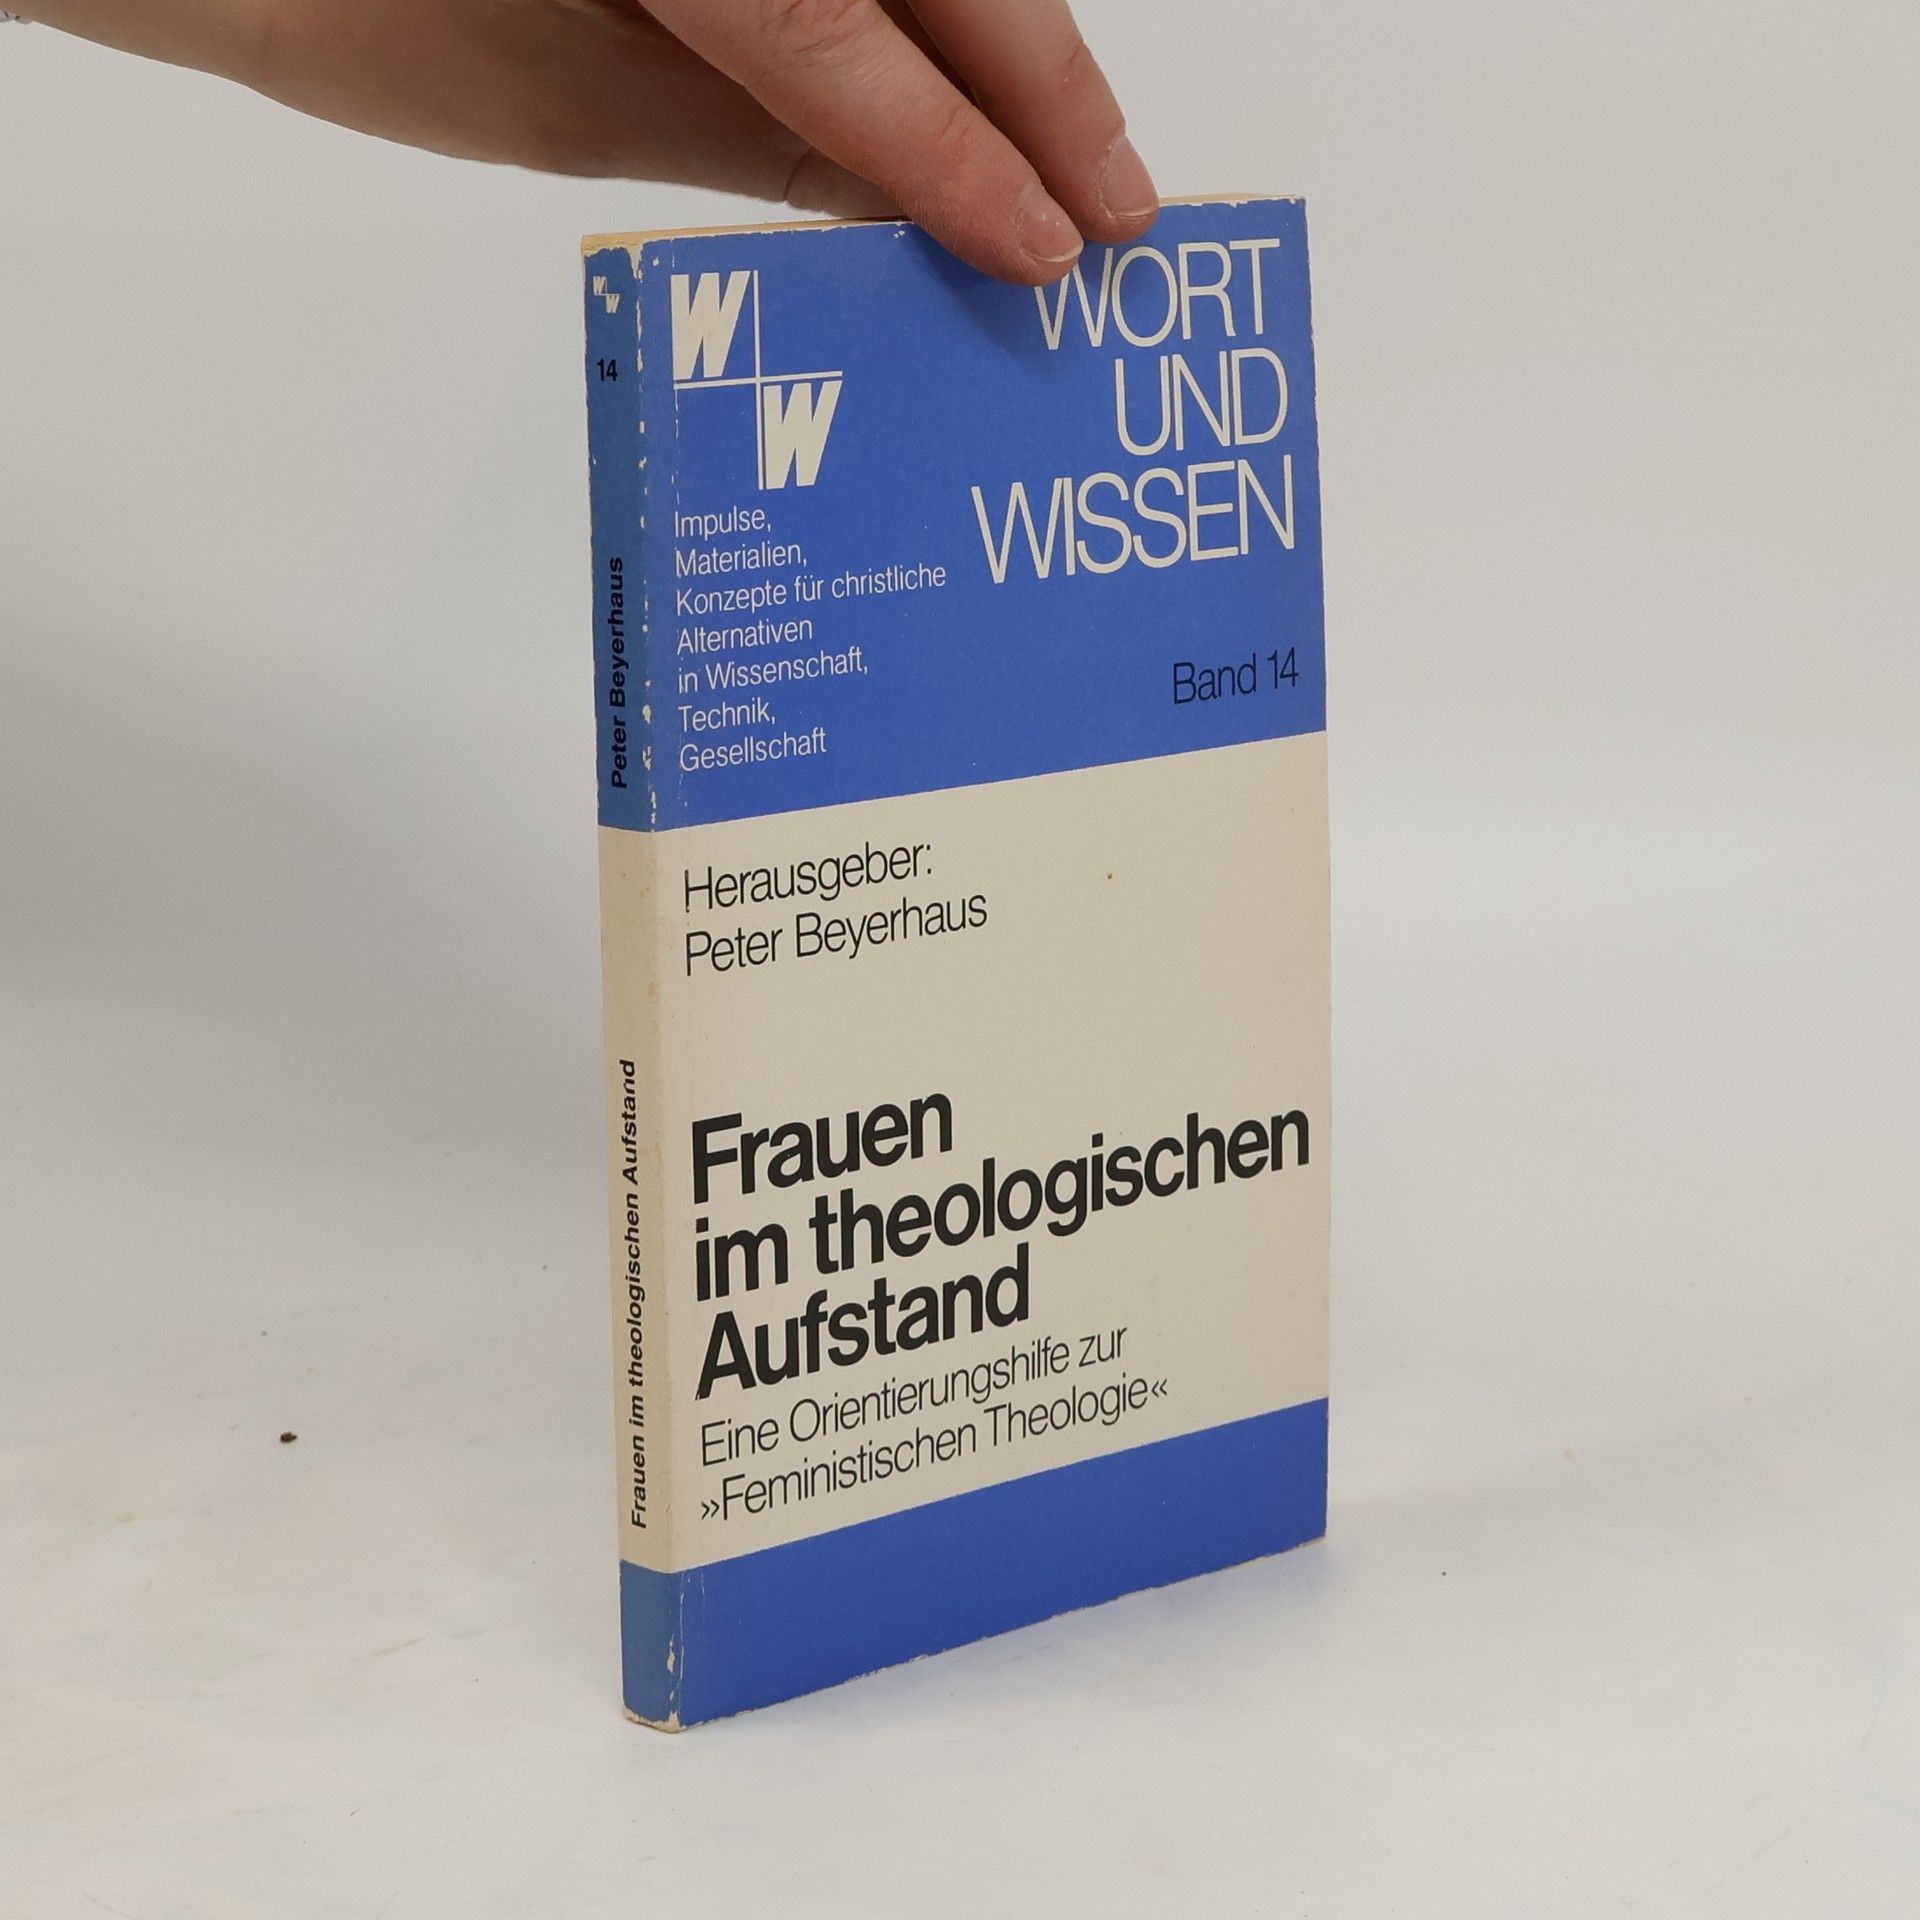 W
W
14
Peter Beyerhaus
Frauen im theologischen Aufstand
W
W
WORT
UND
WISSEN
Impulse,
Materialien,
Konzepte für christliche
Alternativen
in Wissenschaft,
Technik,
Gesellschaft
Band 14
Herausgeber:
Peter Beyerhaus
Frauen
im theologischen
Aufstand
Eine Orientierungshilfe zur
»Feministischen Theologie«